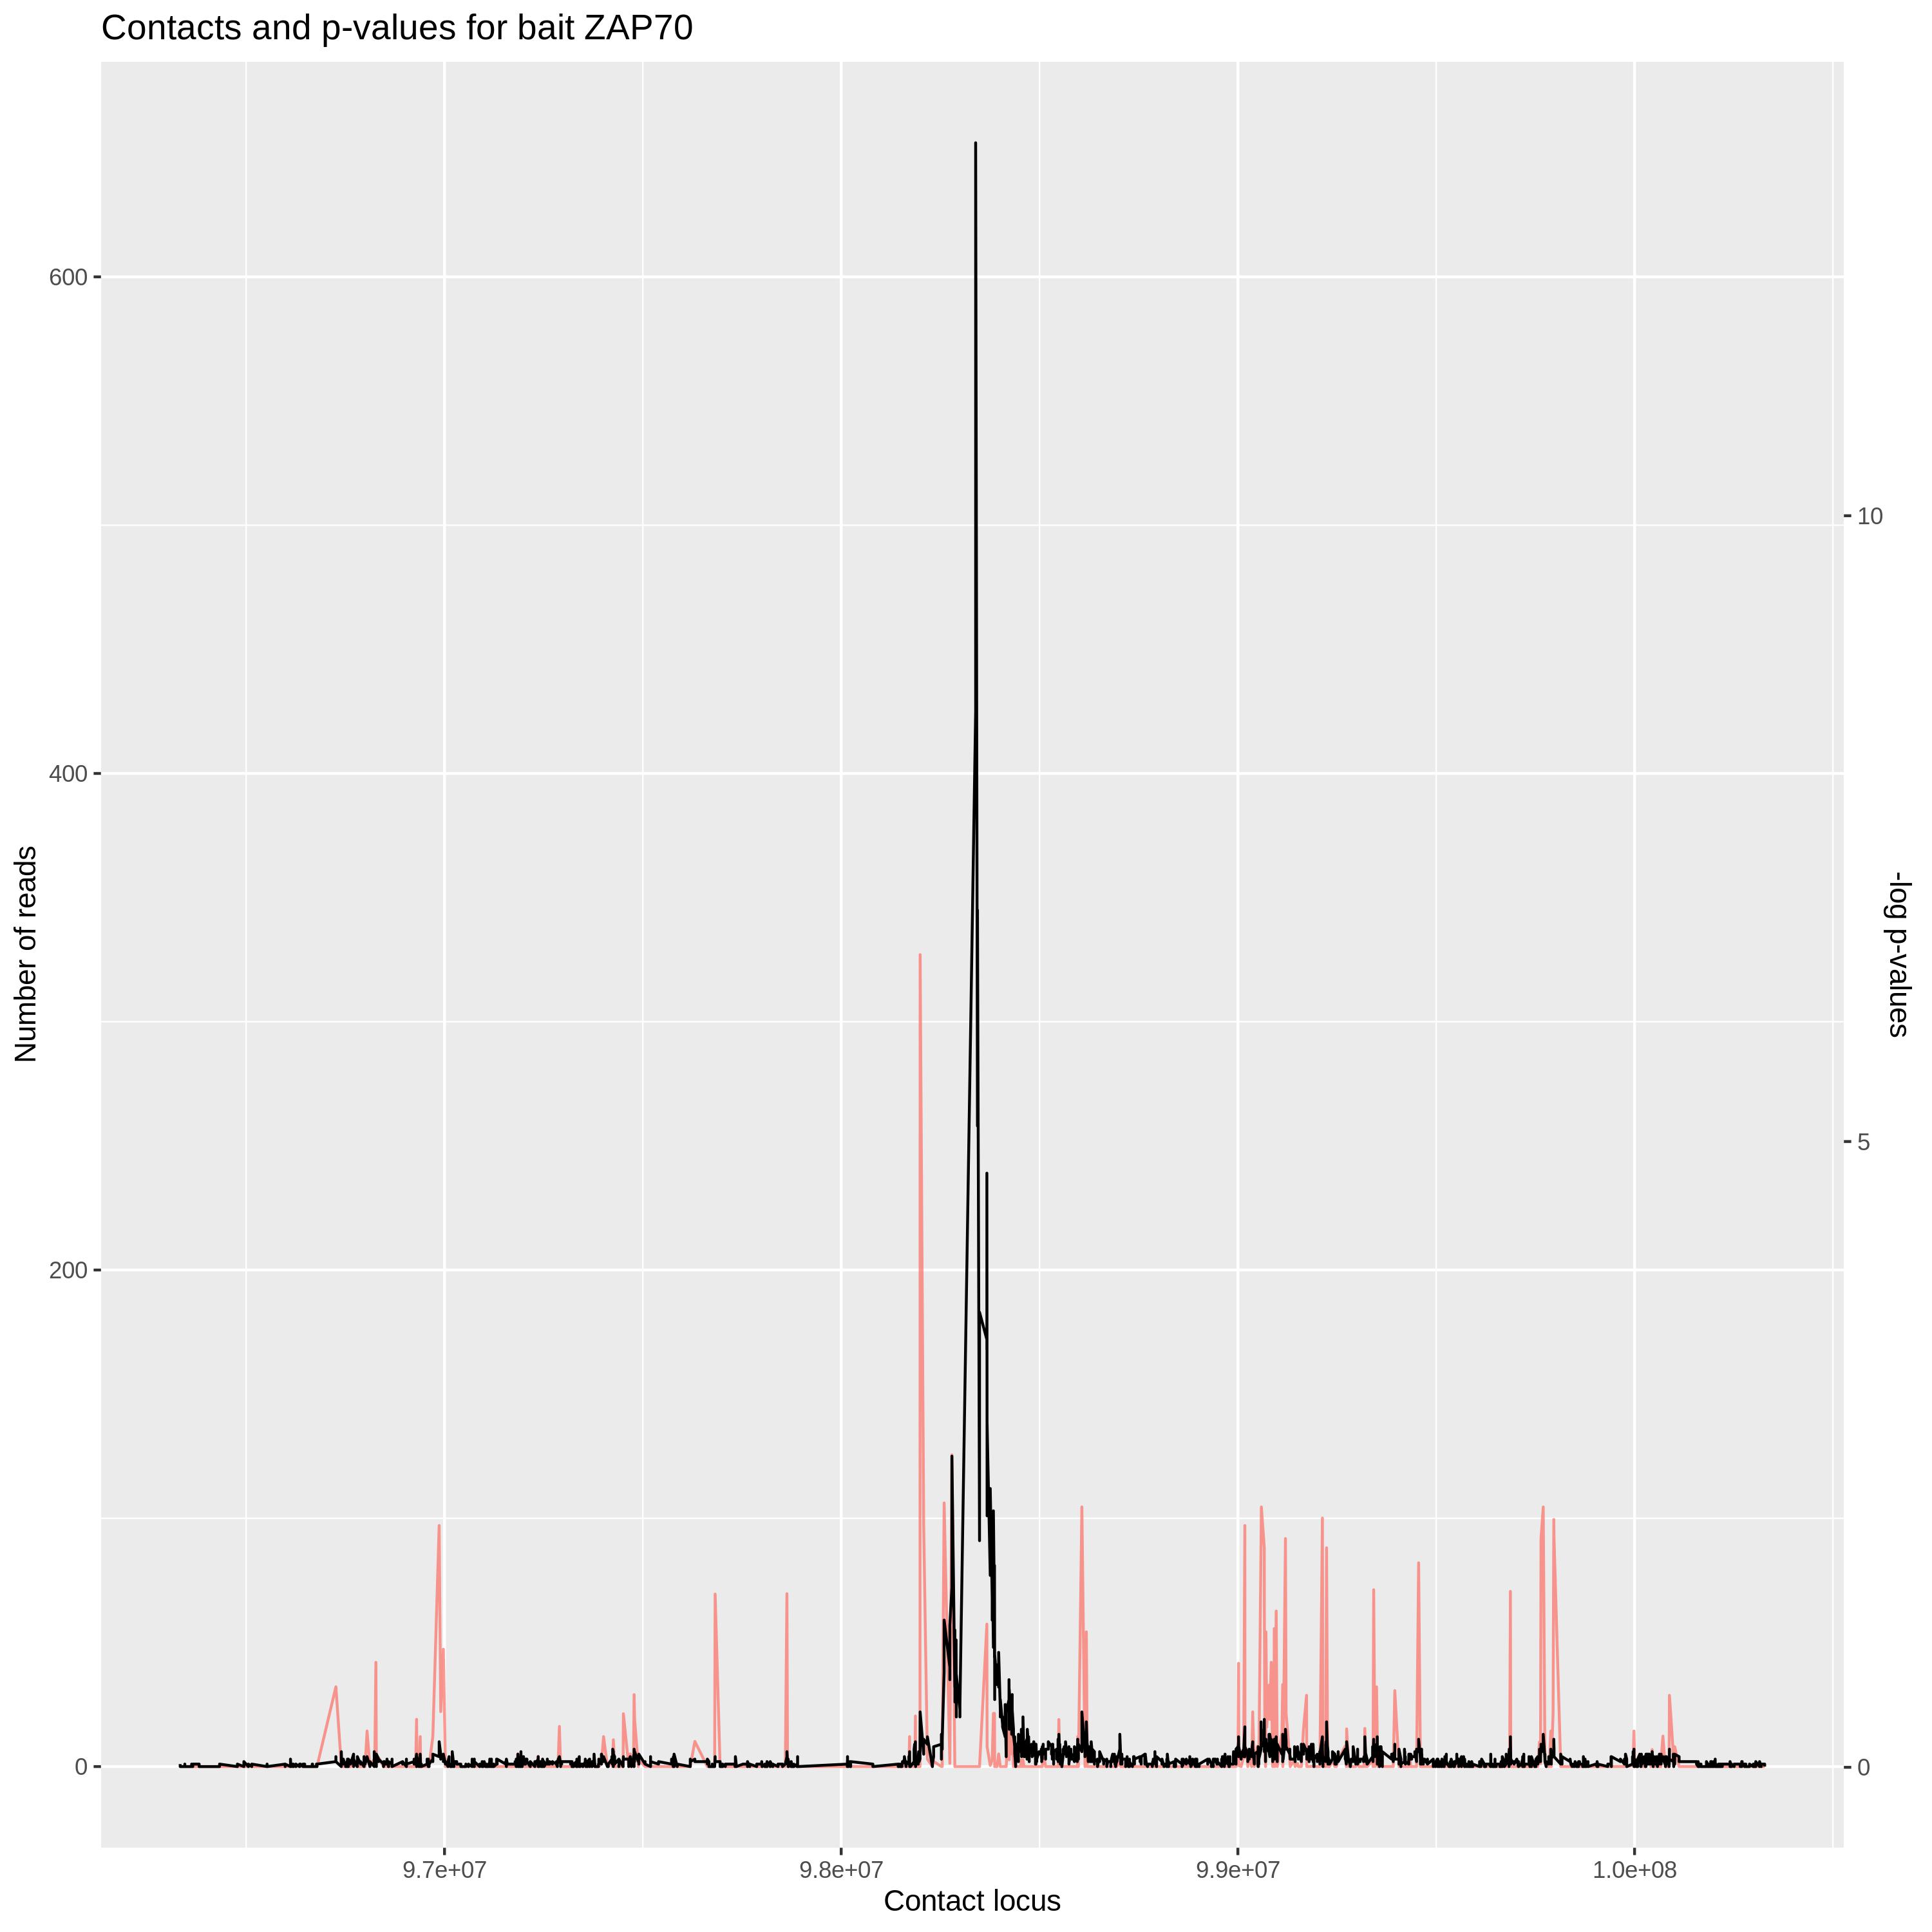 Contacts and p-values for bait ZAP70
600
400
200
0
10
5
0
Number of reads
-log p-values
9.7e+07
9.8e+07
9.9e+07
1.0e+08
Contact locus